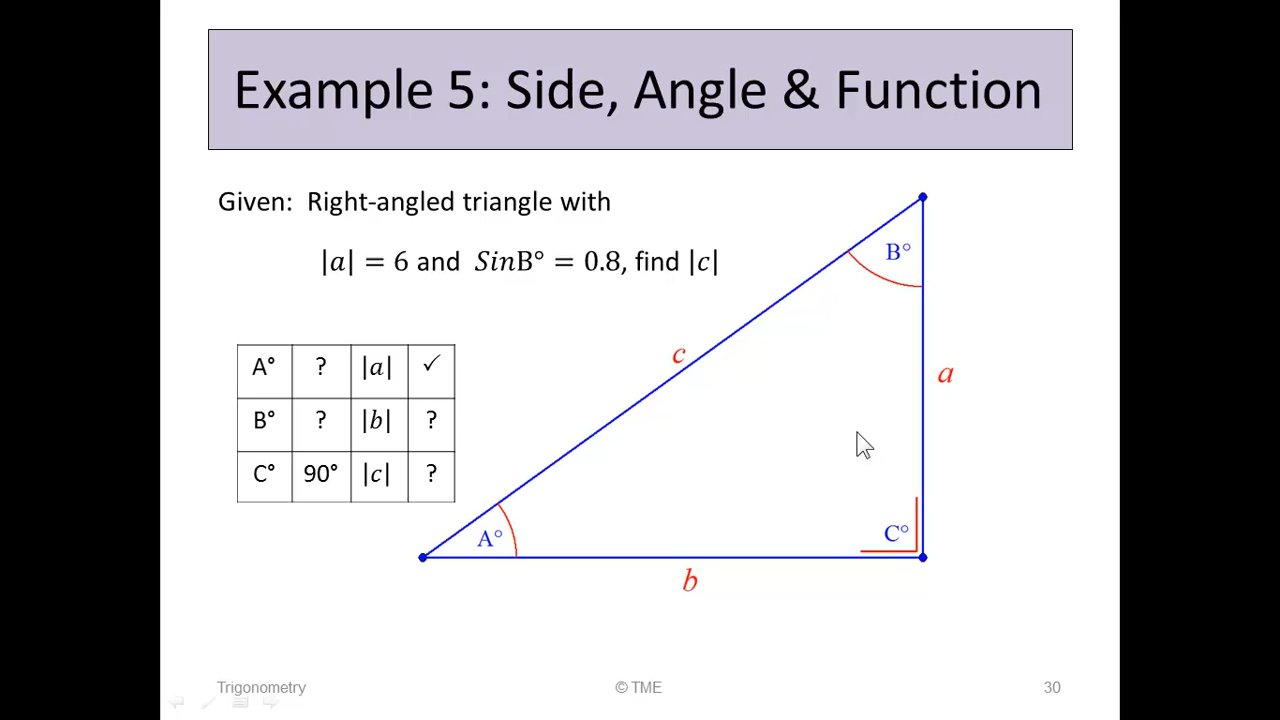 Example 5: Side, Angle & Function
Given: Right-angled triangle with
|a| = 6 and SinB° = 0.8, find |c|
A° ? |a| ✓
B° ? |b| ?
C° 90° |c| ?
B°
c
a
A°
C°
b
Trigonometry © TME 30